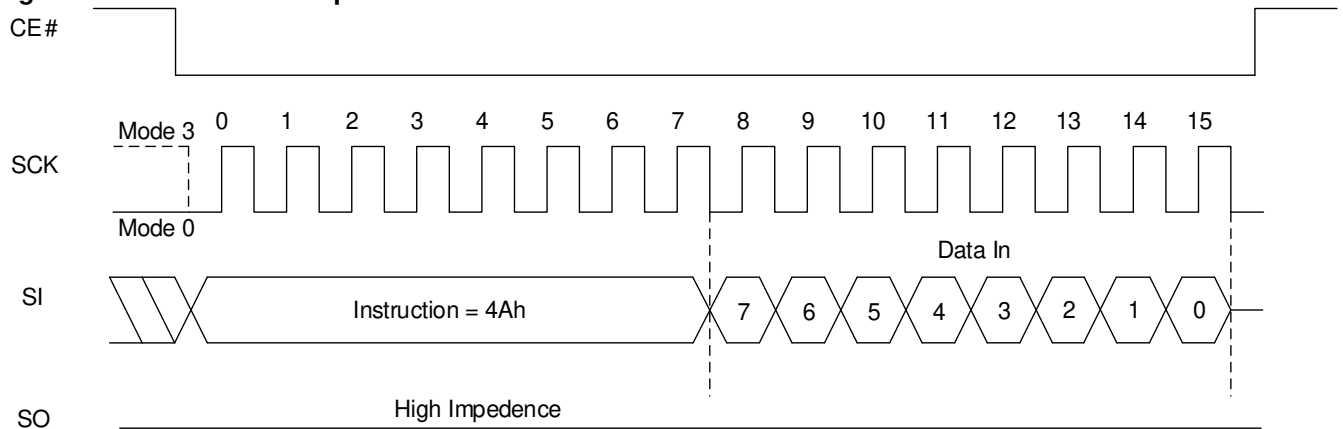 CE#
Mode 3 0 1 2 3 4 5 6 7 8 9 10 11 12 13 14 15
SCK
Mode 0
Data In
SI Instruction = 4Ah 7 6 5 4 3 2 1 0
High Impedence
SO